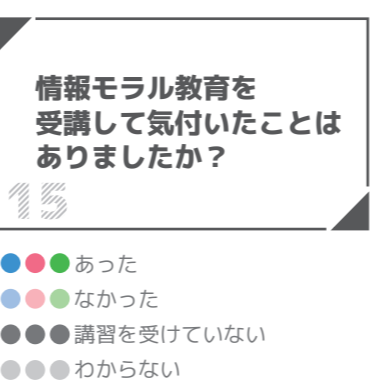 情報モラル教育を
受講して気付いたことは
ありましたか？
15
あった
なかった
講習を受けていない
わからない